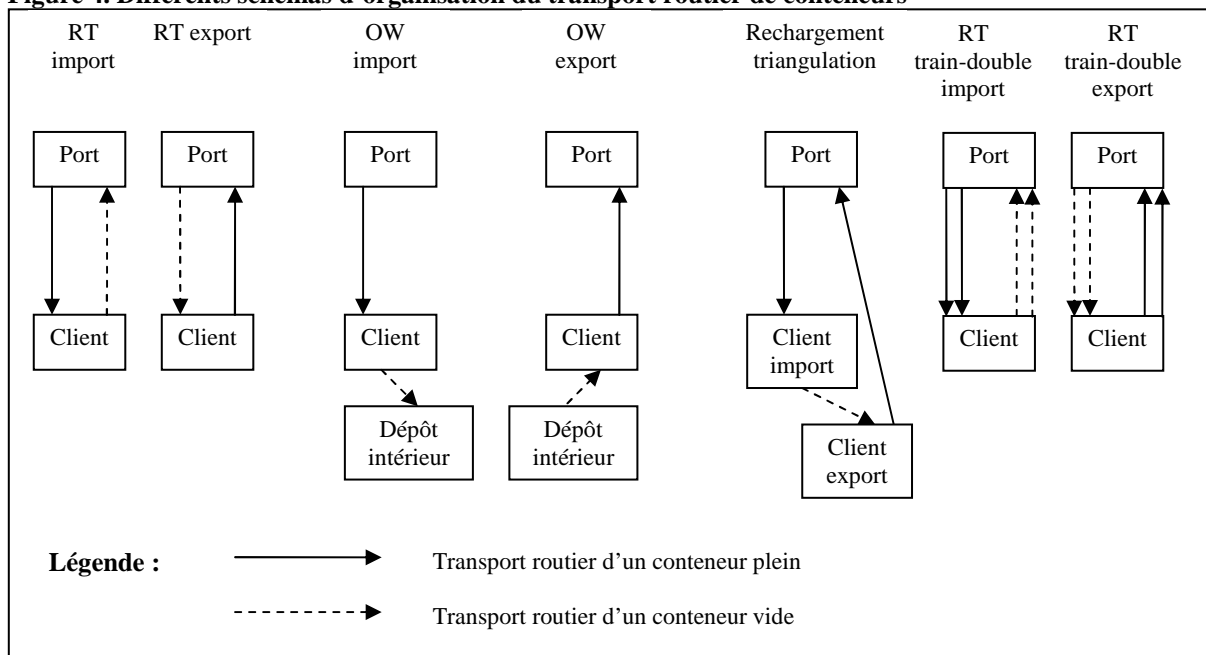 Figure 4. Différents schémas d'organisation du transport routier de conteneurs
RT
import
RT export
OW
import
OW
export
Rechargement
triangulation
RT
train-double
import
RT
train-double
export
Port
Port
Port
Port
Port
Port
Port
Client
Client
Client
Client
Client
import
Client
Client
Dépôt
intérieur
Dépôt
intérieur
Client
export
Légende :
Transport routier d'un conteneur plein
Transport routier d'un conteneur vide